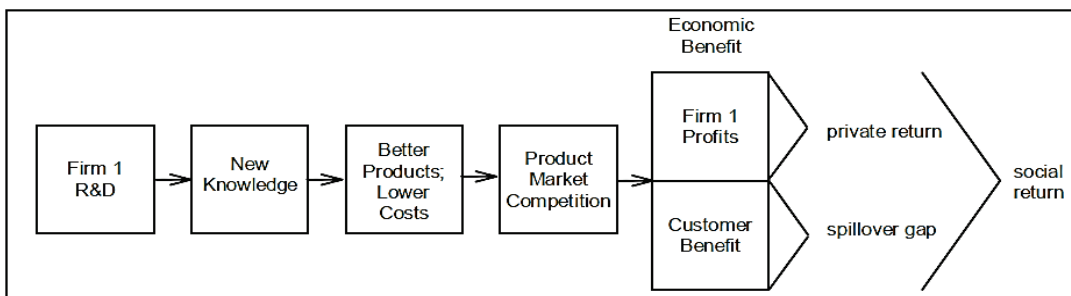 Economic
Benefit
Firm 1
R&D
New
Knowledge
Better
Products;
Lower
Costs
Product
Market
Competition
Firm 1
Profits
Customer
Benefit
private return
spillover gap
social
return